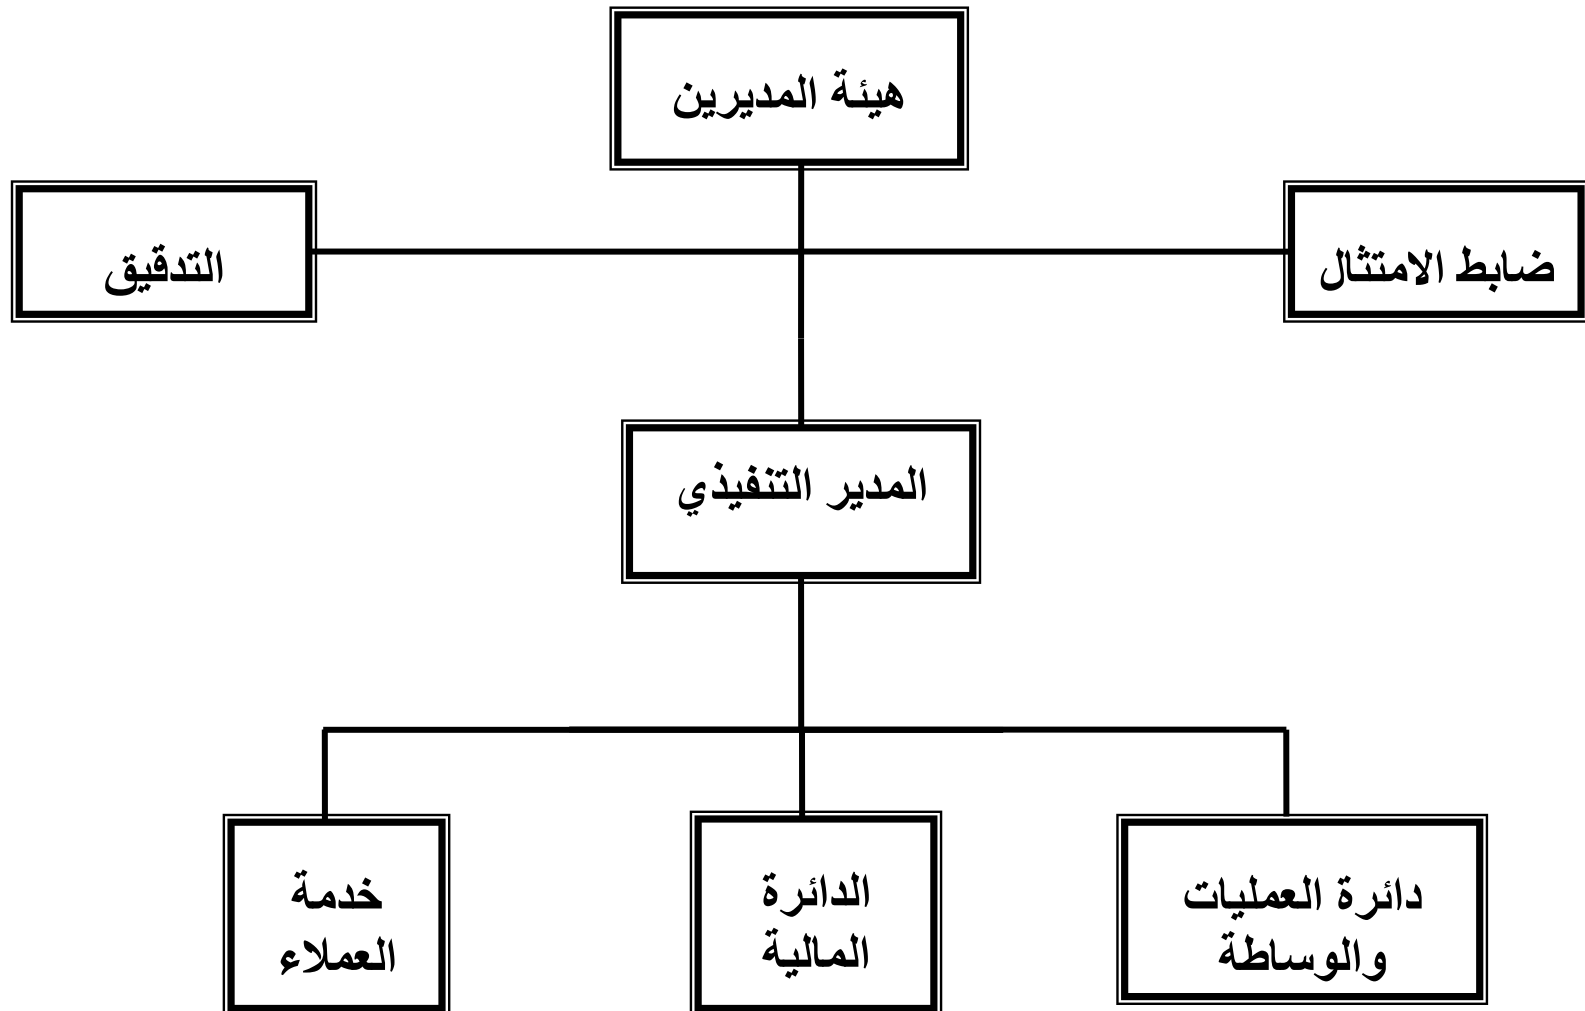 هيئة المديرين
ضابط الامتثال
التدقيق
المدير التنفيذي
دائرة العمليات
والوساطة
الدائرة
المالية
خدمة
العملاء